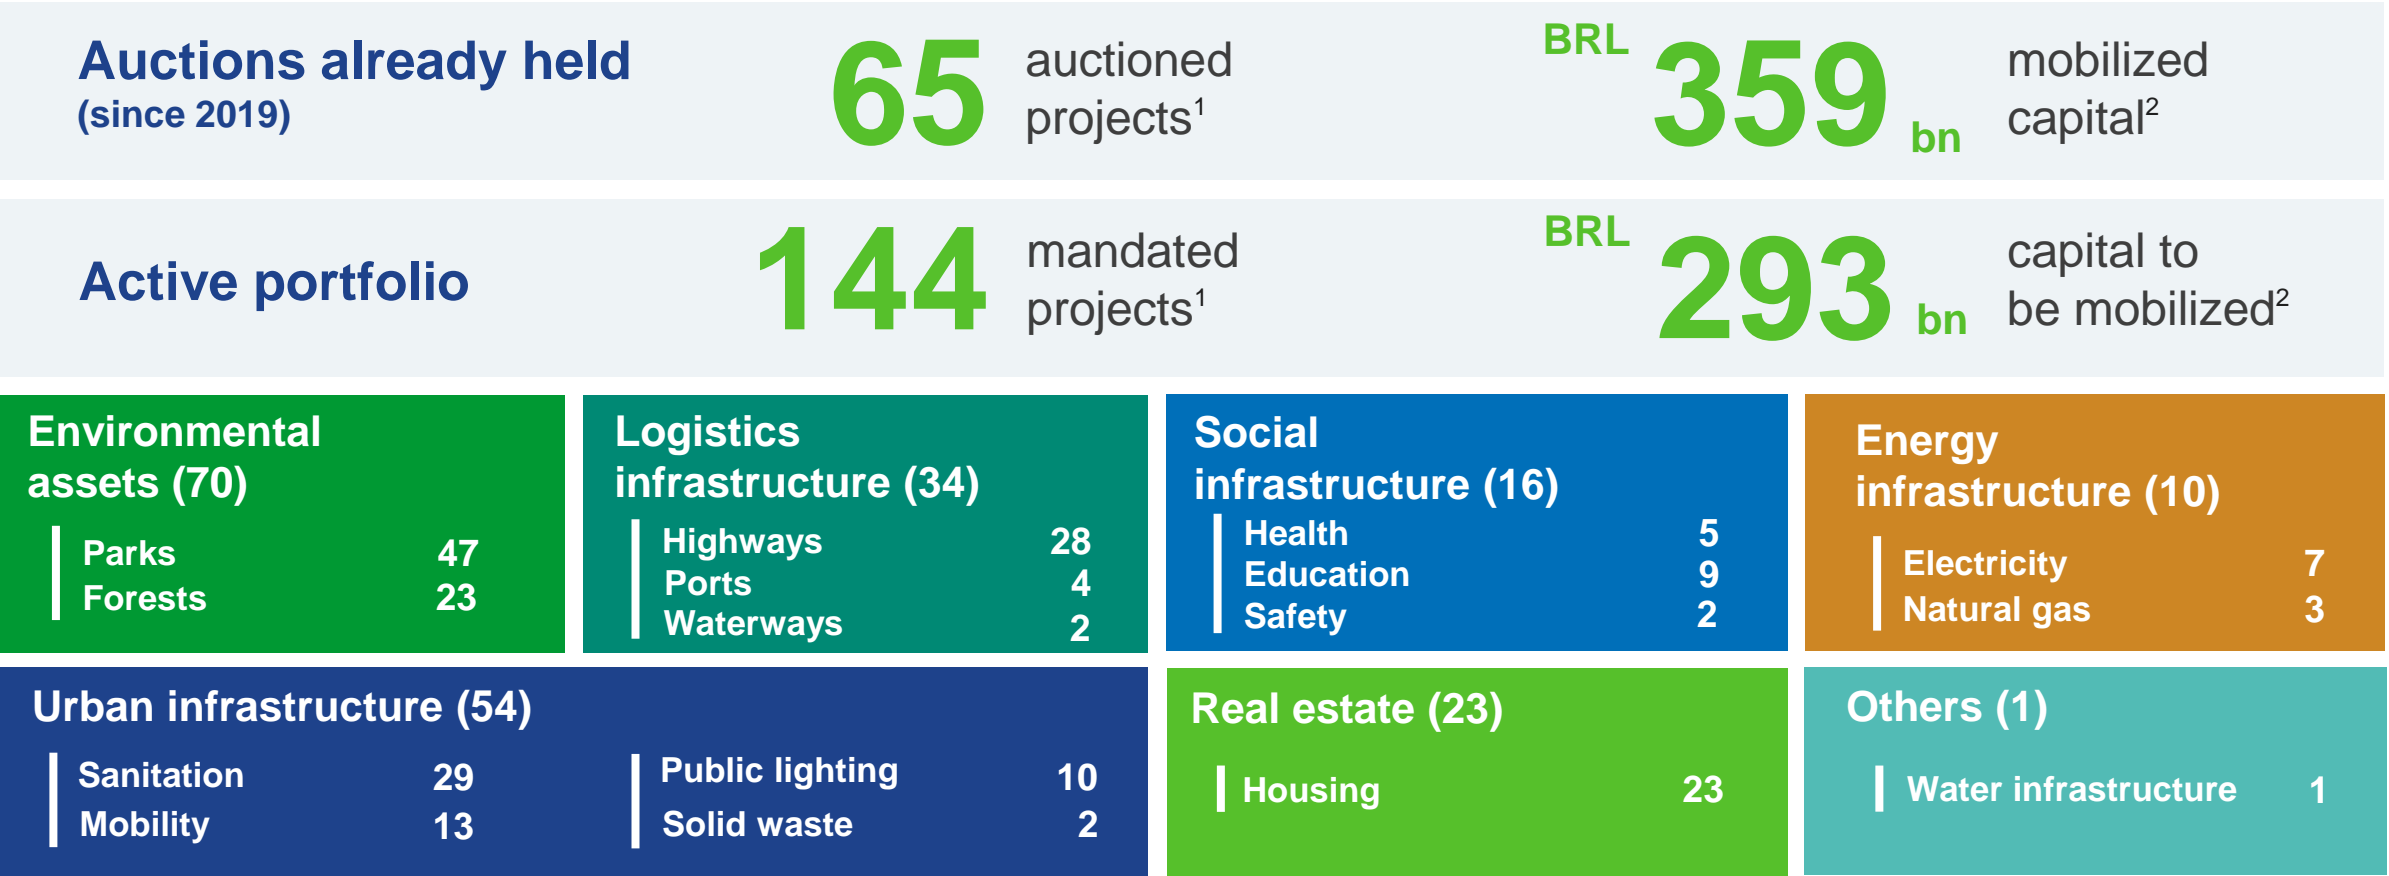 Auctions already held
(since 2019)
65
auctioned
projects¹
BRL 359 bn
mobilized
capital²
Active portfolio
144
mandated
projects¹
BRL 293 bn
capital to
be mobilized²
Environmental
assets (70)
Parks 47
Forests 23
Logistics
infrastructure (34)
Highways 28
Ports 4
Waterways 2
Social
infrastructure (16)
Health 5
Education 9
Safety 2
Energy
infrastructure (10)
Electricity 7
Natural gas 3
Urban infrastructure (54)
Sanitation 29
Mobility 13
Public lighting 10
Solid waste 2
Real estate (23)
Housing 23
Others (1)
Water infrastructure 1